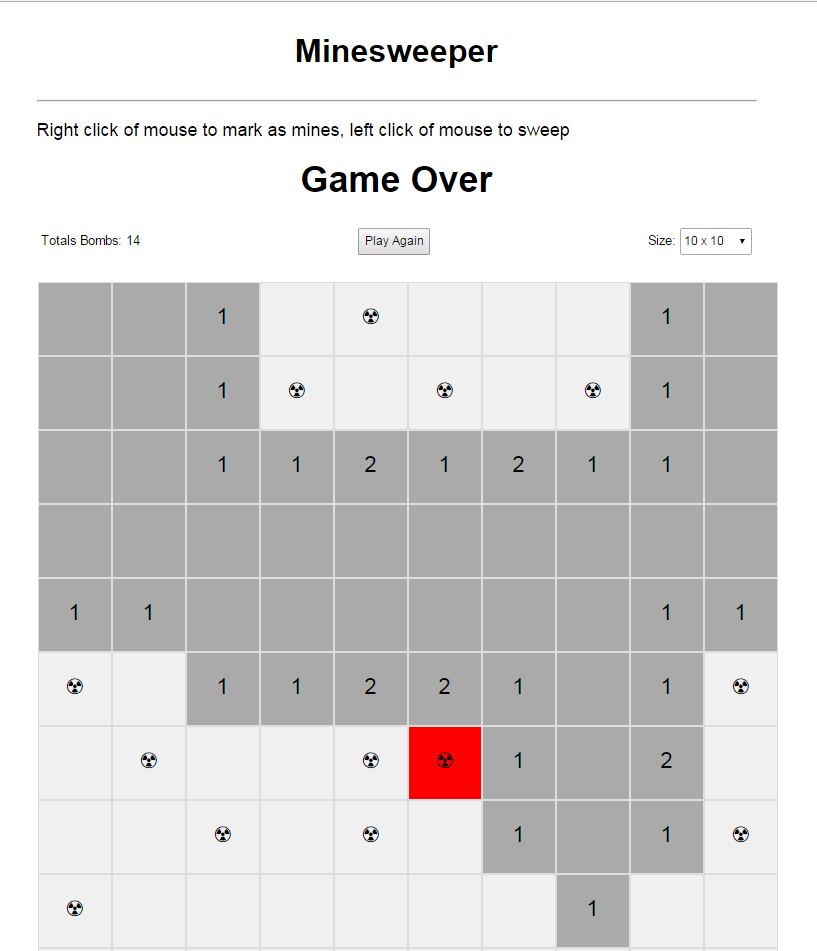 Minesweeper
Right click of mouse to mark as mines, left click of mouse to sweep
Game Over
Totals Bombs: 14 Play Again Size: 10 x 10
1 ☢ 1
1 ☢ ☢ ☢ 1
1 1 2 1 2 1 1
1 1 1 1
☢ 1 1 2 2 1 1 ☢
☢ ☢ ☢ 1 2
☢ ☢ 1 1 ☢
☢ 1